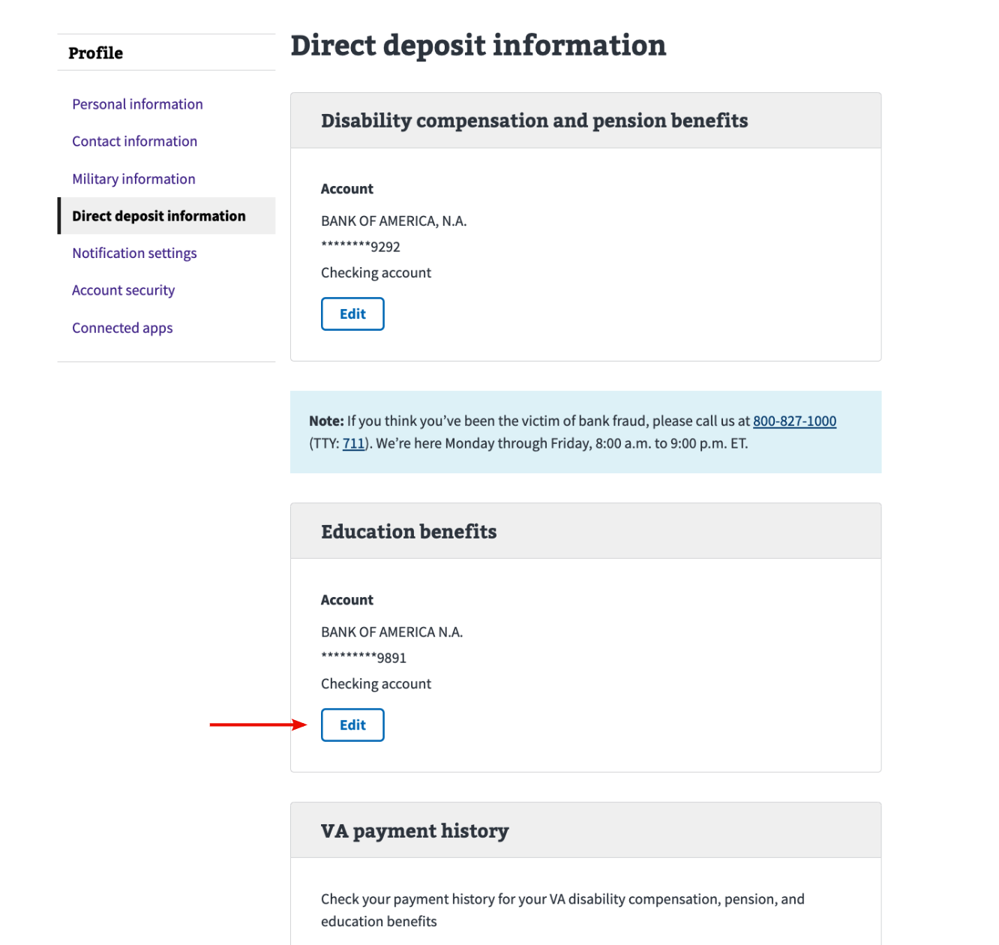 Profile
Personal information
Contact information
Military information
Direct deposit information
Notification settings
Account security
Connected apps
Direct deposit information
Disability compensation and pension benefits
Account
BANK OF AMERICA, N.A.
********9292
Checking account
Edit
Note: If you think you’ve been the victim of bank fraud, please call us at 800-827-1000
(TTY: 711). We’re here Monday through Friday, 8:00 a.m. to 9:00 p.m. ET.
Education benefits
Account
BANK OF AMERICA N.A.
*********9891
Checking account
Edit
VA payment history
Check your payment history for your VA disability compensation, pension, and
education benefits